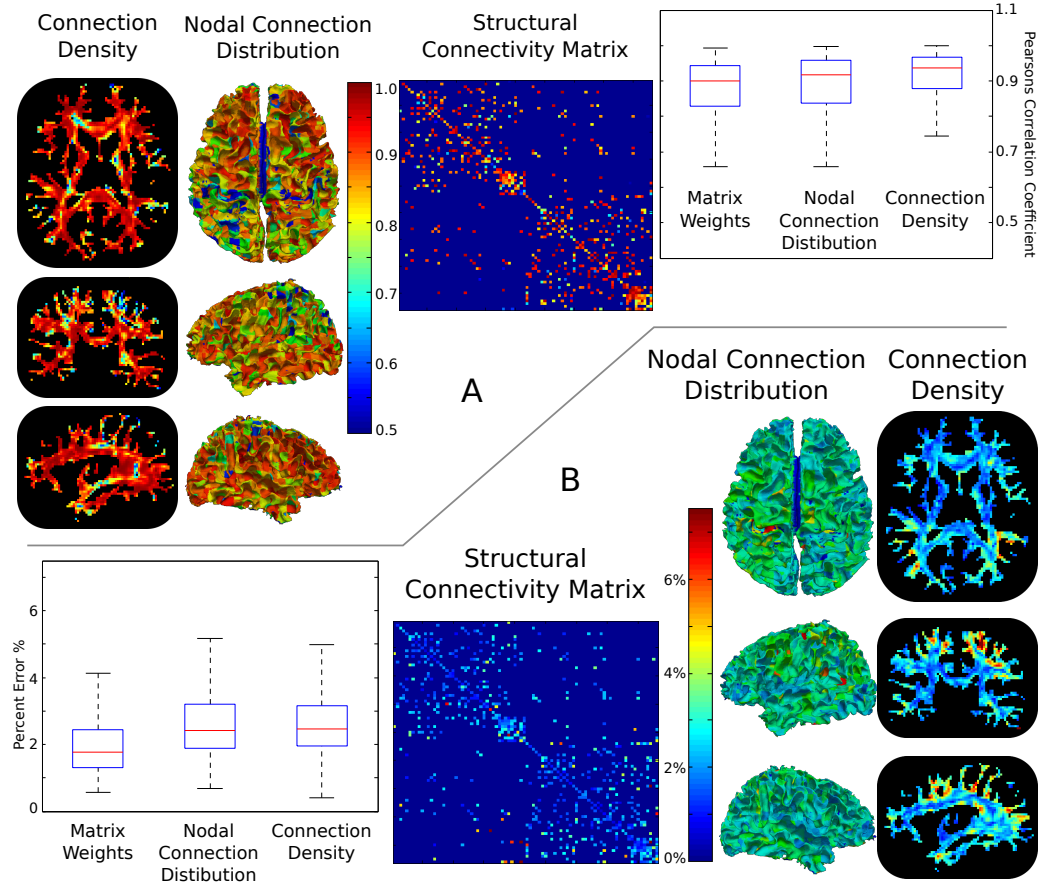 Connection
Density
Nodal Connection
Distribution
Structural
Connectivity Matrix
1.0
0.9
0.8
0.7
0.6
0.5
1.1
0.9
0.7
0.5
Pearsons Correlation Coefficient
Matrix
Weights
Nodal
Connection
Distibution
Connection
Density
A
B
Nodal Connection
Distribution
Connection
Density
Structural
Connectivity Matrix
6%
4%
2%
0%
Percent Error %
6
4
2
0
Matrix
Weights
Nodal
Connection
Distibution
Connection
Density